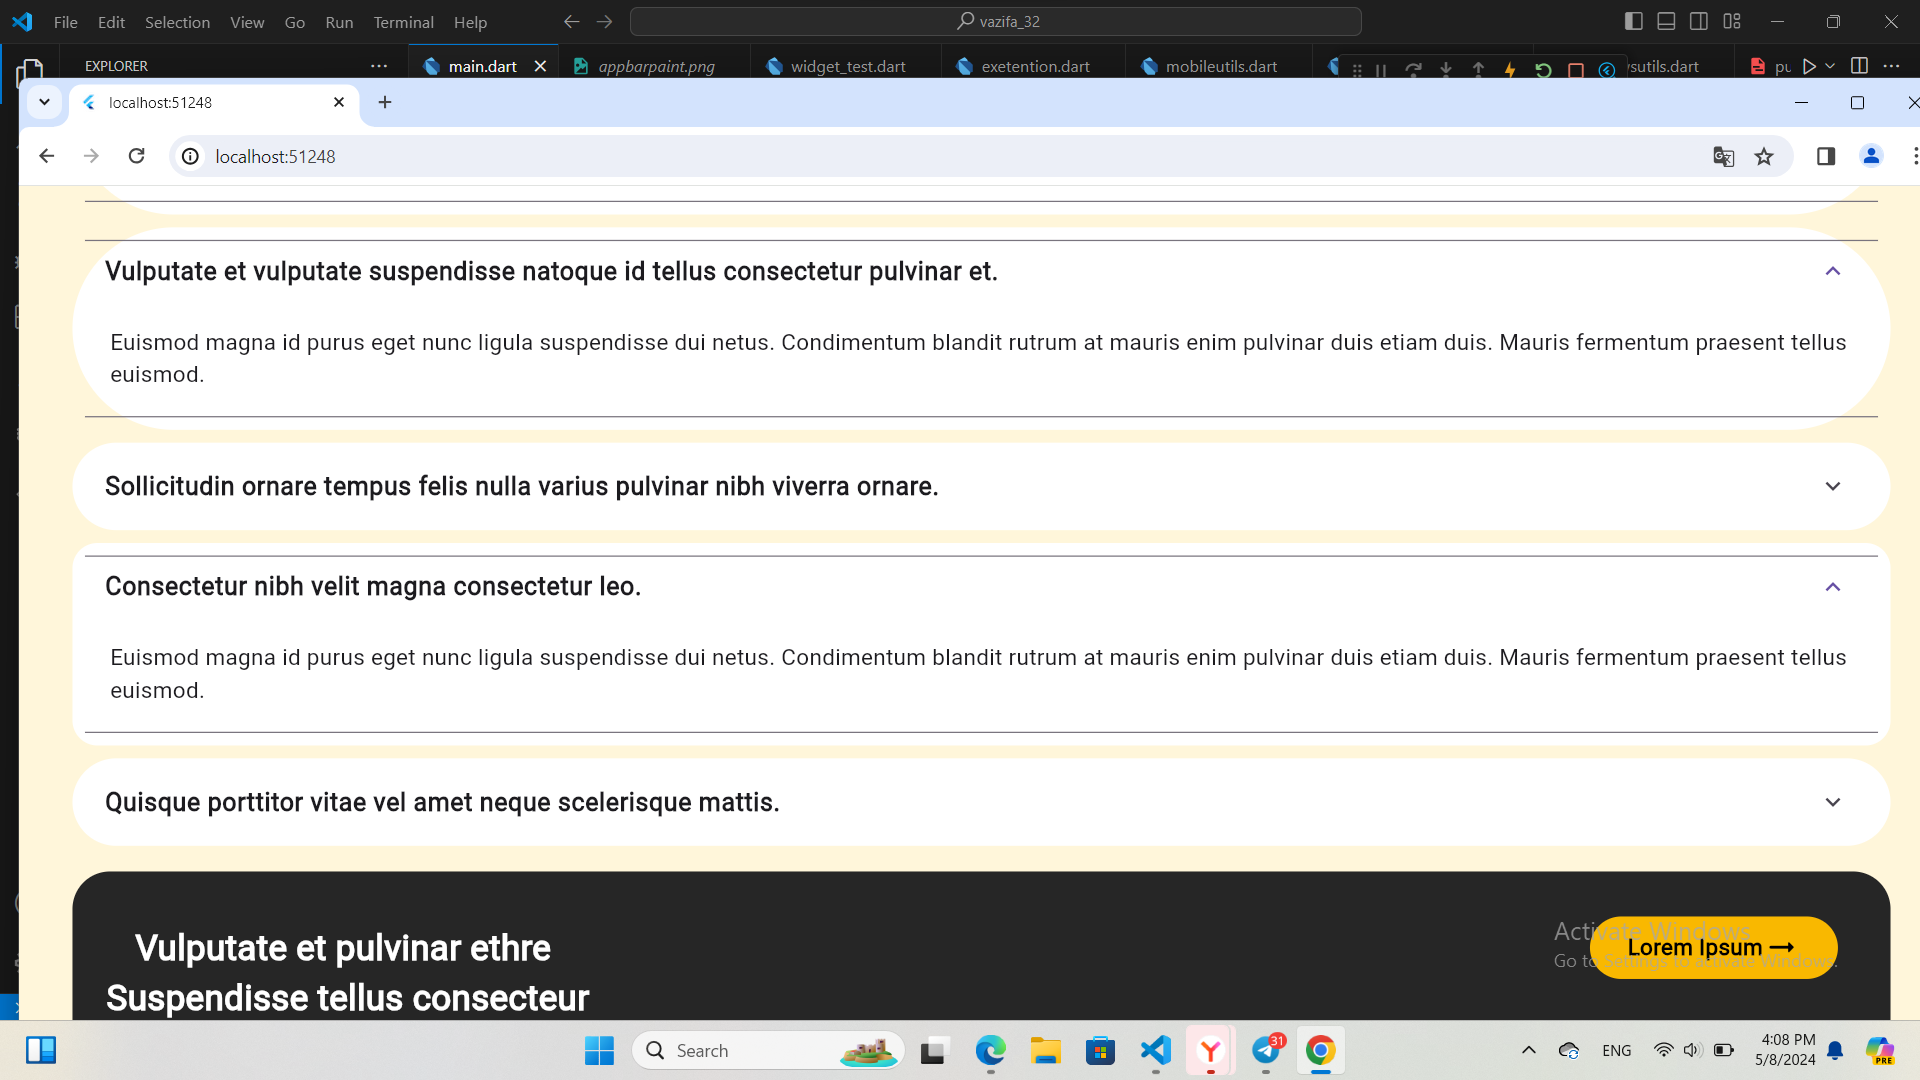 File Edit Selection View Go Run Terminal Help
vazifa_32
EXPLORER
main.dart
appbarpaint.png
widget_test.dart
exetention.dart
mobileutils.dart
sutils.dart
pu
localhost:51248
localhost:51248
Vulputate et vulputate suspendisse natoque id tellus consectetur pulvinar et.
Euismod magna id purus eget nunc ligula suspendisse dui netus. Condimentum blandit rutrum at mauris enim pulvinar duis etiam duis. Mauris fermentum praesent tellus
euismod.
Sollicitudin ornare tempus felis nulla varius pulvinar nibh viverra ornare.
Consectetur nibh velit magna consectetur leo.
Euismod magna id purus eget nunc ligula suspendisse dui netus. Condimentum blandit rutrum at mauris enim pulvinar duis etiam duis. Mauris fermentum praesent tellus
euismod.
Quisque porttitor vitae vel amet neque scelerisque mattis.
Vulputate et pulvinar ethre
Suspendisse tellus consecteur
Lorem Ipsum →
Activate Windows
Go to Settings to activate Windows.
Search
31
ENG
4:08 PM
5/8/2024
PRE